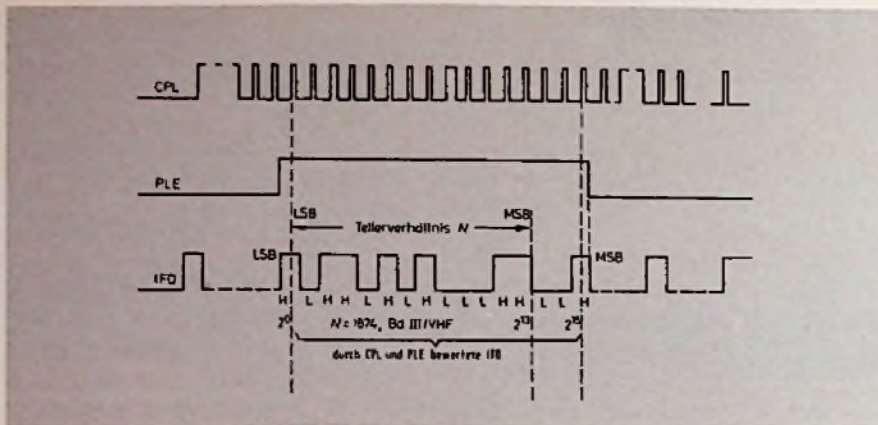 CPL
PLE
LSB MSB
Teilerverhältnis N
LSB MSB
IFO
H L H H L H L H L L L H H L L H
2⁰ N = 1874, Bd III/VHF 2¹³ 2¹⁵
durch CPL und PLE bewertete IFO